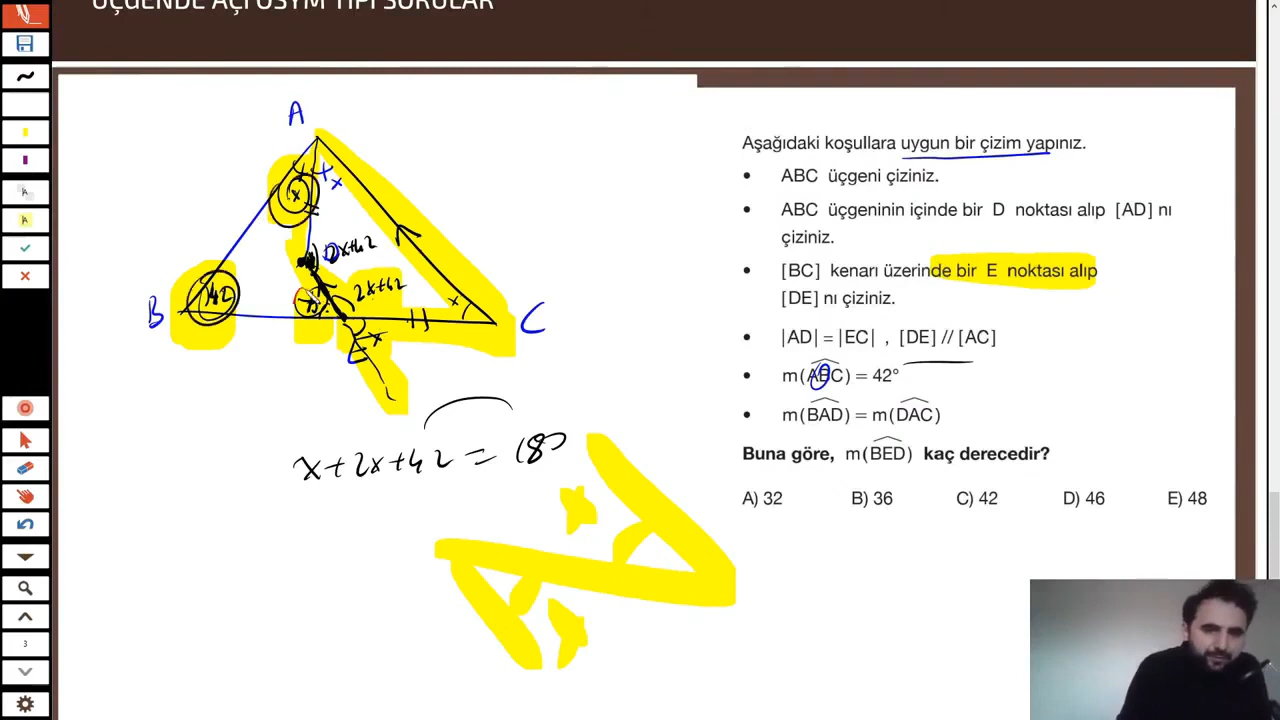 ÜÇGENDE AÇI ÖSYM TİPİ SORULAR
A
x
x
x
2x+42
2x+42
42
x
x
B
C
D
E
x
x+2x+42 = 180
Aşağıdaki koşullara uygun bir çizim yapınız.
• ABC üçgeni çiziniz.
• ABC üçgeninin içinde bir D noktası alıp [AD] nı
çiziniz.
• [BC] kenarı üzerinde bir E noktası alıp
[DE] nı çiziniz.
• |AD| = |EC| , [DE] // [AC]
• m(ABC) = 42°
• m(BAD) = m(DAC)
Buna göre, m(BED) kaç derecedir?
A) 32 B) 36 C) 42 D) 46 E) 48
3